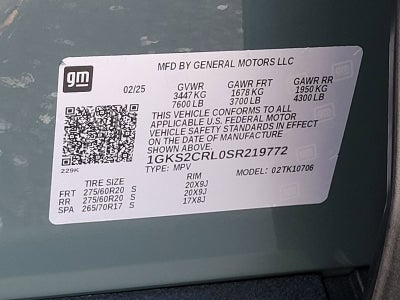 gm
MFD BY GENERAL MOTORS LLC
02/25 GVWR GAWR FRT GAWR RR
3447 KG 1678 KG 1950 KG
7600 LB 3700 LB 4300 LB
THIS VEHICLE CONFORMS TO ALL
APPLICABLE U.S. FEDERAL MOTOR
VEHICLE SAFETY STANDARDS IN
EFFECT ON THE DATE OF MANUFACTURE
SHOWN ABOVE.
1GKS2CRL0SR219772
229K
TYPE: MPV MODEL: 02TK10706
TIRE SIZE RIM
FRT 275/60R20 S 20X9J
RR 275/60R20 S 20X9J
SPA 265/70R17 S 17X8J